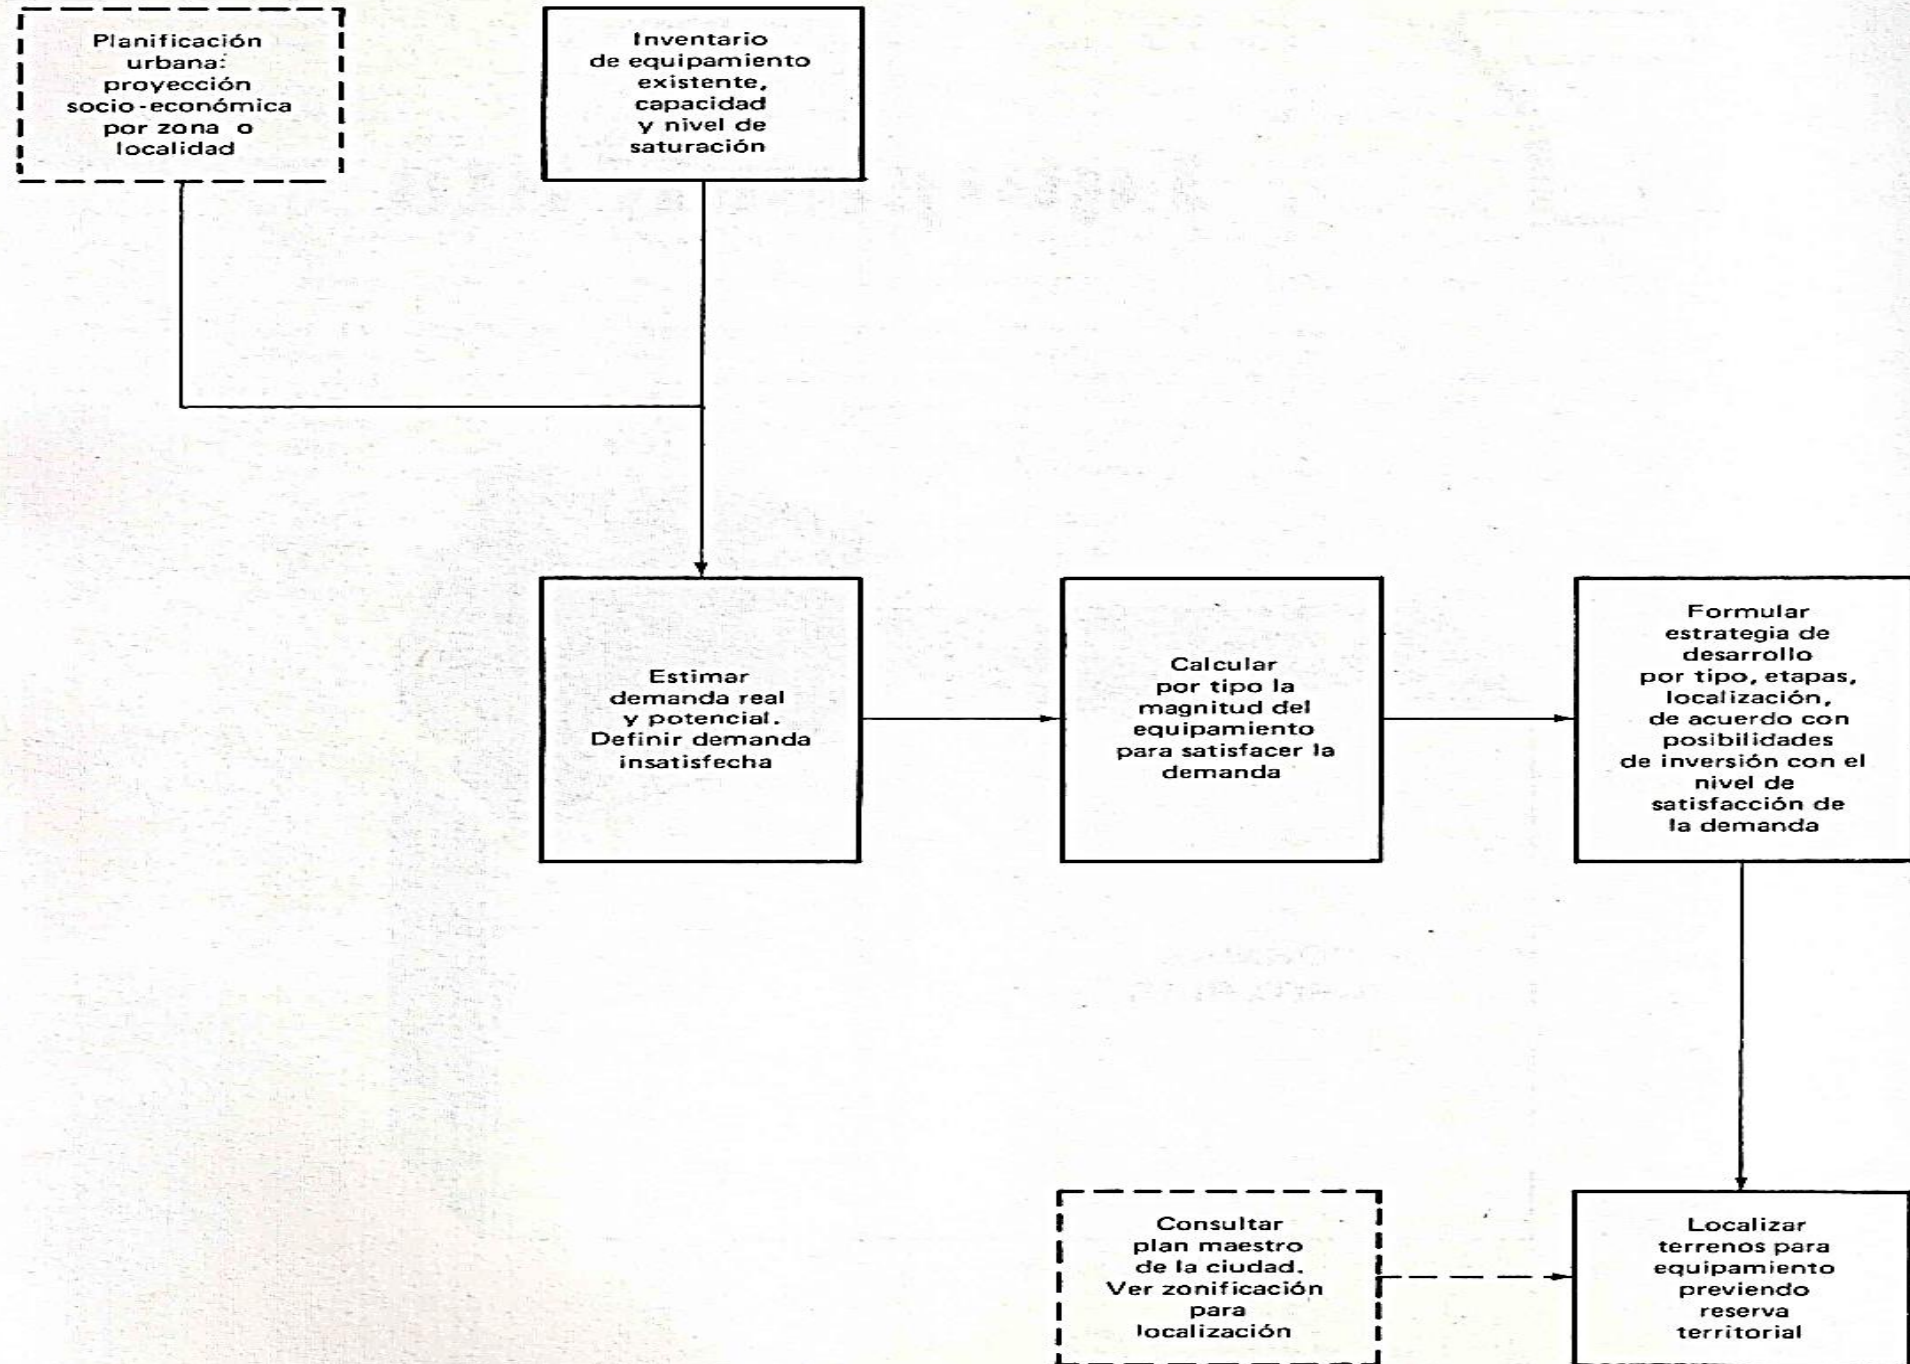 Planificación
urbana:
proyección
socio-económica
por zona o
localidad
Inventario
de equipamiento
existente,
capacidad
y nivel de
saturación
Estimar
demanda real
y potencial.
Definir demanda
insatisfecha
Calcular
por tipo la
magnitud del
equipamiento
para satisfacer la
demanda
Formular
estrategia de
desarrollo
por tipo, etapas,
localización,
de acuerdo con
posibilidades
de inversión con el
nivel de
satisfacción de
la demanda
Consultar
plan maestro
de la ciudad.
Ver zonificación
para
localización
Localizar
terrenos para
equipamiento
previendo
reserva
territorial